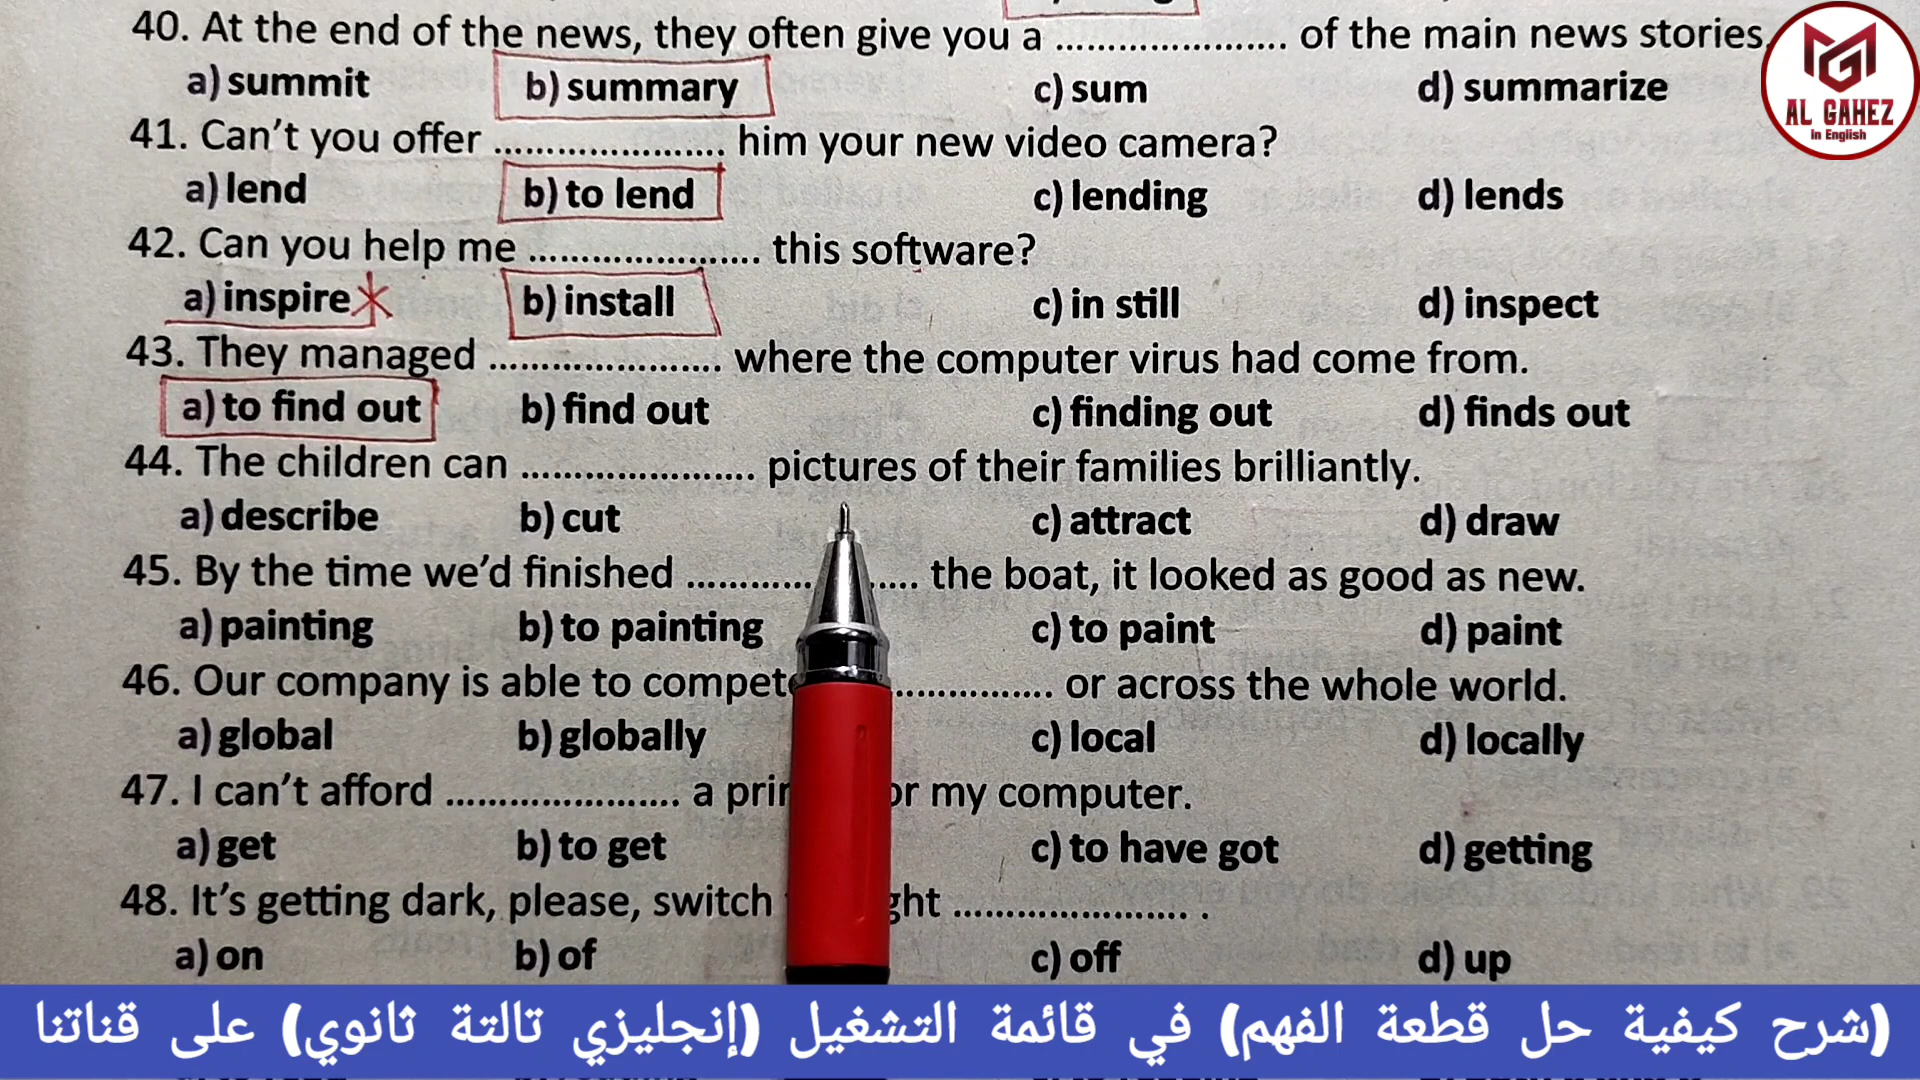 40. At the end of the news, they often give you a ...................... of the main news stories.
a) summit b) summary c) sum d) summarize
41. Can't you offer ...................... him your new video camera?
a) lend b) to lend c) lending d) lends
42. Can you help me ...................... this software?
a) inspire b) install c) in still d) inspect
43. They managed ...................... where the computer virus had come from.
a) to find out b) find out c) finding out d) finds out
44. The children can ...................... pictures of their families brilliantly.
a) describe b) cut c) attract d) draw
45. By the time we'd finished ...................... the boat, it looked as good as new.
a) painting b) to painting c) to paint d) paint
46. Our company is able to compete ...................... or across the whole world.
a) global b) globally c) local d) locally
47. I can't afford ...................... a my computer.
a) get b) to get c) to have got d) getting
48. It's getting dark, please, switch ...................... .
a) on b) of c) off d) up
AL GAHEZ
in English
(شرح كيفية حل قطعة الفهم) في قائمة التشغيل (إنجليزي تالتة ثانوي) على قناتنا